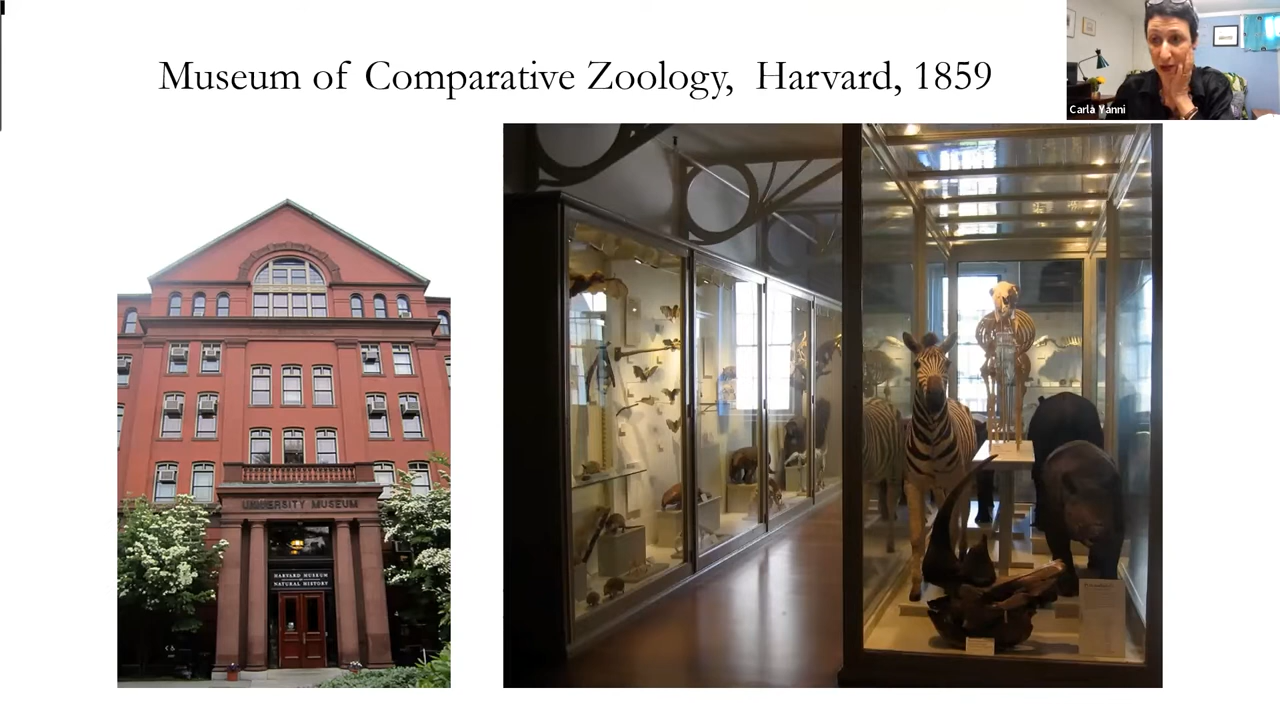 Museum of Comparative Zoology, Harvard, 1859
Carla Yanni
UNIVERSITY MUSEUM
HARVARD MUSEUM
NATURAL HISTORY